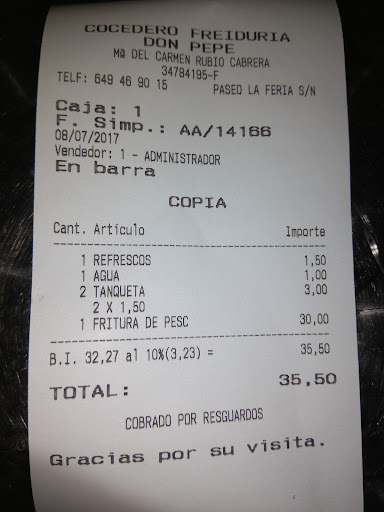 COCEDERO FREIDURIA
DON PEPE
Mª DEL CARMEN RUBIO CABRERA
34784195-F
TELF: 649 46 90 15 PASEO LA FERIA S/N
Caja: 1
F. Simp.: AA/14166
08/07/2017
Vendedor: 1 - ADMINISTRADOR
En barra
COPIA
Cant. Artículo Importe
1 REFRESCOS 1,50
1 AGUA 1,00
2 TANQUETA 3,00
2 X 1,50
1 FRITURA DE PESC 30,00
B.I. 32,27 al 10%(3,23) = 35,50
TOTAL: 35,50
COBRADO POR RESGUARDOS
Gracias por su visita.